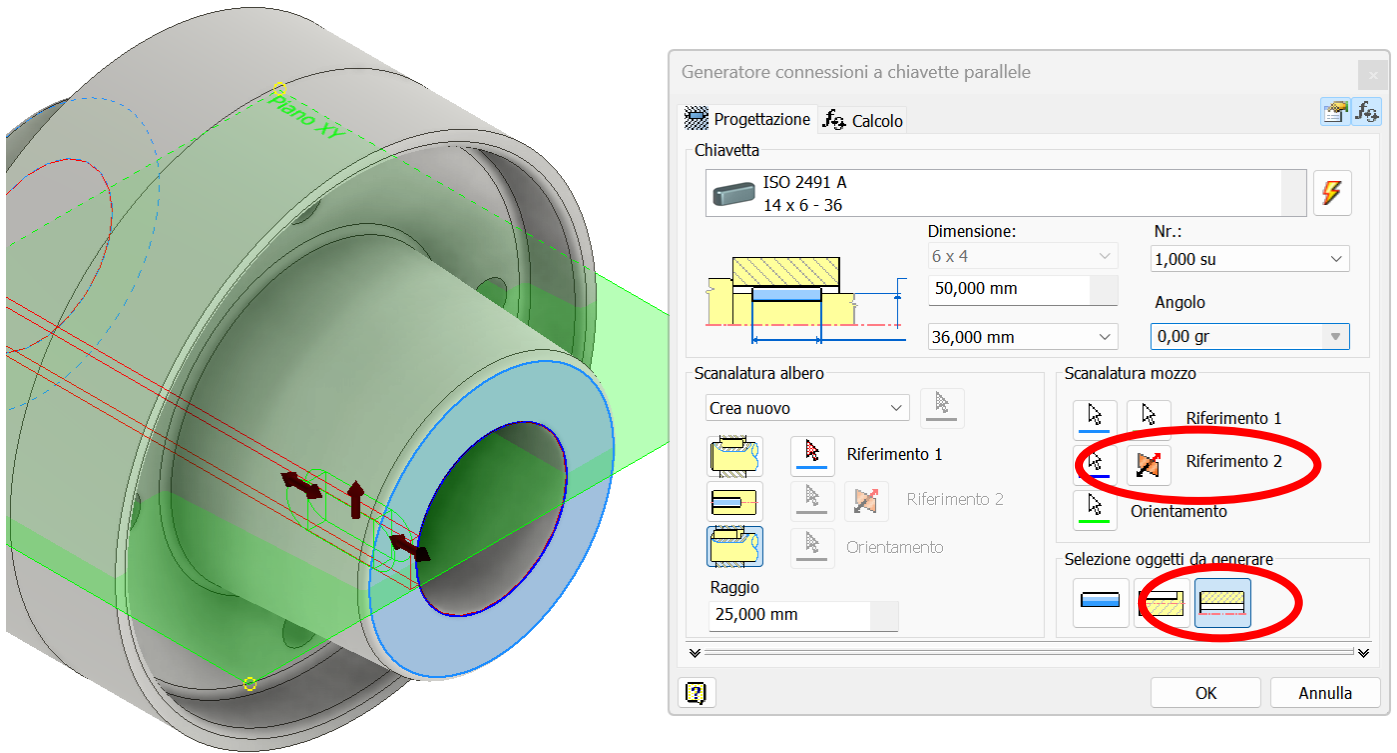 Piano XY
Generatore connessioni a chiavette parallele
Progettazione
Calcolo
Chiavetta
ISO 2491 A
14 x 6 - 36
Dimensione:
6 x 4
50,000 mm
36,000 mm
Nr.:
1,000 su
Angolo
0,00 gr
Scanalatura albero
Crea nuovo
Riferimento 1
Riferimento 2
Orientamento
Raggio
25,000 mm
Scanalatura mozzo
Riferimento 1
Riferimento 2
Orientamento
Selezione oggetti da generare
OK
Annulla